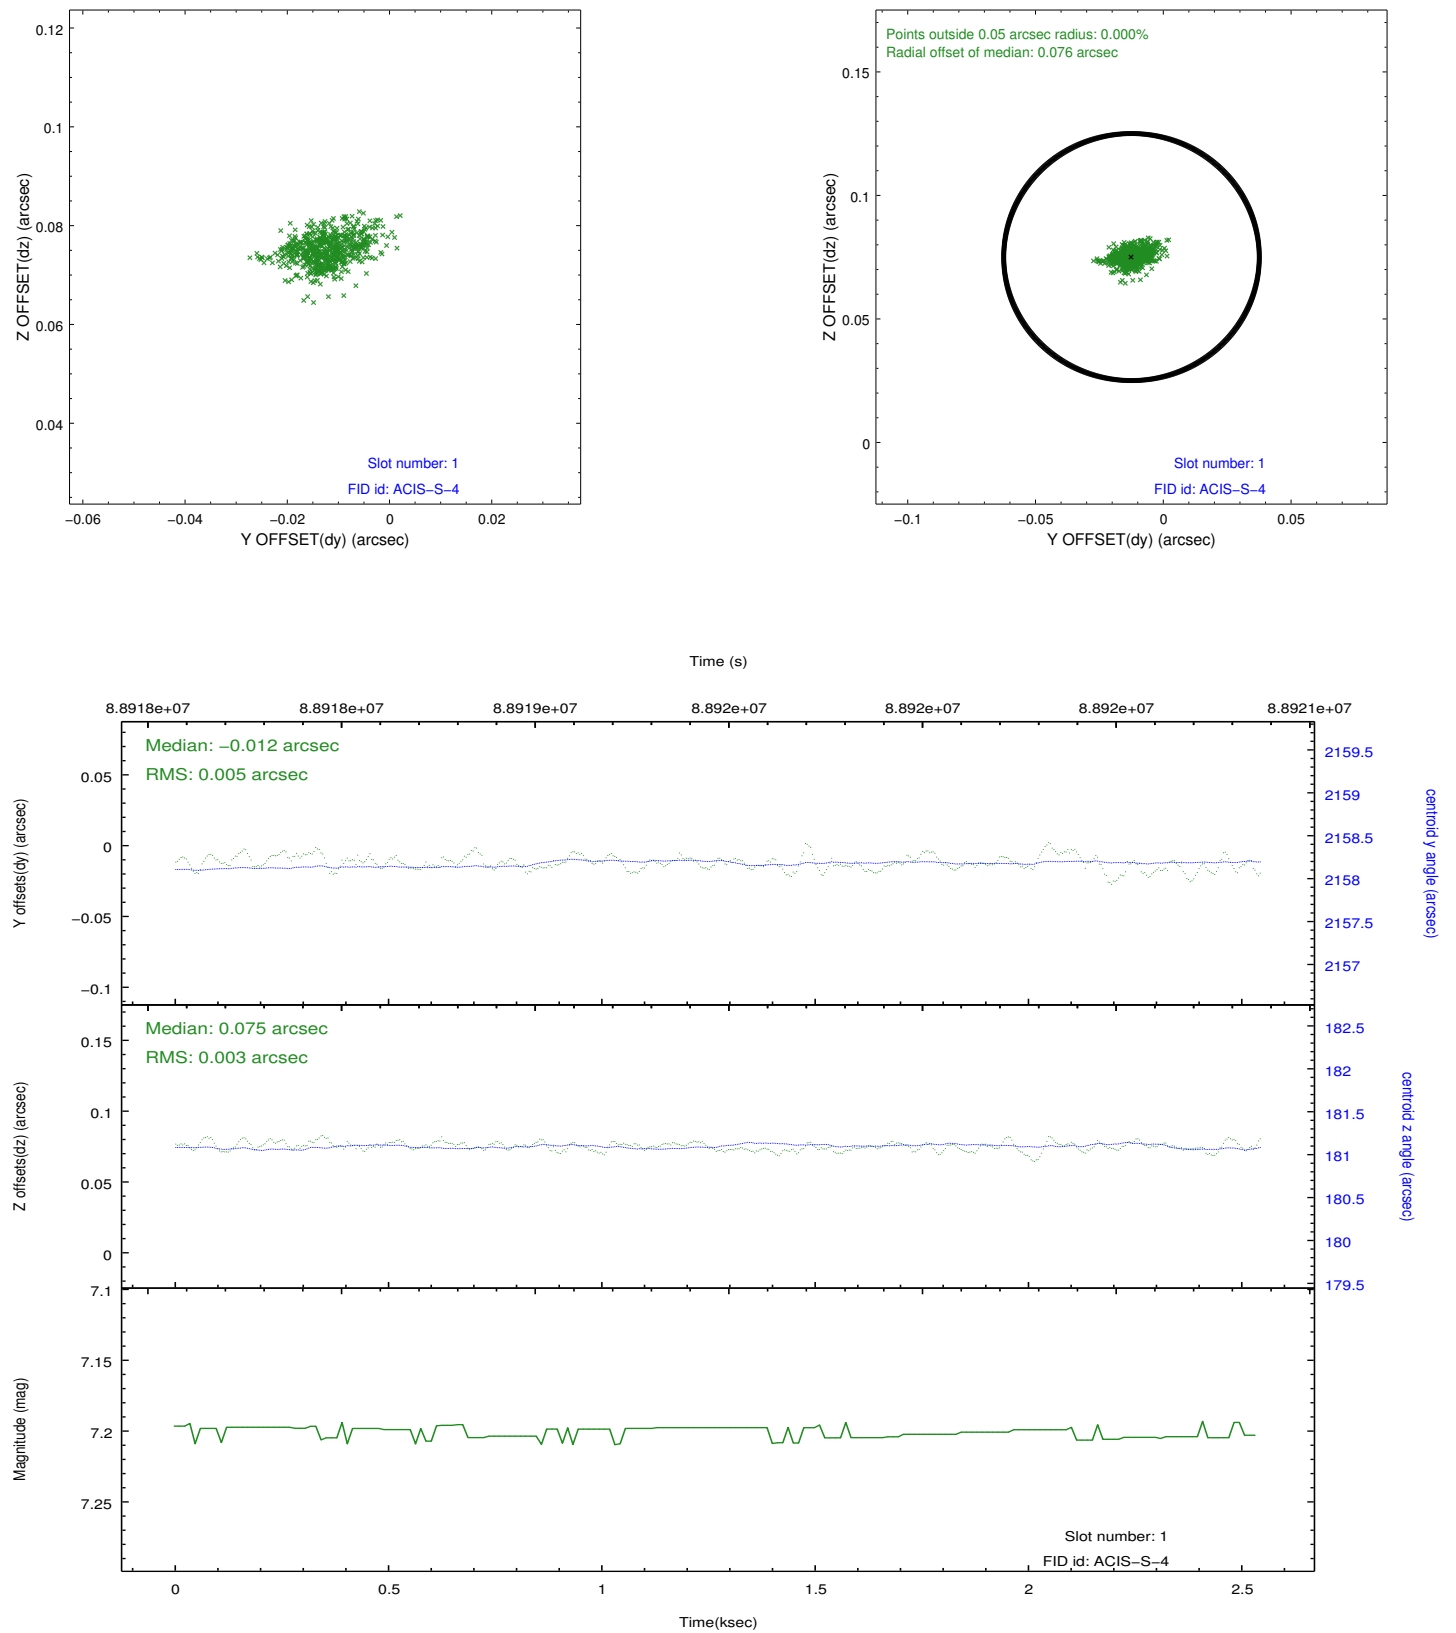 0.12
0.1
0.08
0.06
0.04
Z OFFSET(dz) (arcsec)
Slot number: 1
FID id: ACIS−S−4
−0.06
−0.04
−0.02
0
0.02
Y OFFSET(dy) (arcsec)
Points outside 0.05 arcsec radius: 0.000%
Radial offset of median: 0.076 arcsec
0.15
0.1
0.05
0
Z OFFSET(dz) (arcsec)
Slot number: 1
FID id: ACIS−S−4
−0.1
−0.05
0
0.05
Y OFFSET(dy) (arcsec)
Time (s)
8.8918e+07
8.8918e+07
8.8919e+07
8.892e+07
8.892e+07
8.892e+07
8.8921e+07
Median: −0.012 arcsec
RMS: 0.005 arcsec
0.05
0
−0.05
−0.1
Y offsets(dy) (arcsec)
2159.5
2159
2158.5
2158
2157.5
2157
centroid y angle (arcsec)
Median: 0.075 arcsec
RMS: 0.003 arcsec
0.15
0.1
0.05
0
Z offsets(dz) (arcsec)
182.5
182
181.5
181
180.5
180
179.5
centroid z angle (arcsec)
7.1
7.15
7.2
7.25
Magnitude (mag)
Slot number: 1
FID id: ACIS−S−4
0
0.5
1
1.5
2
2.5
Time(ksec)